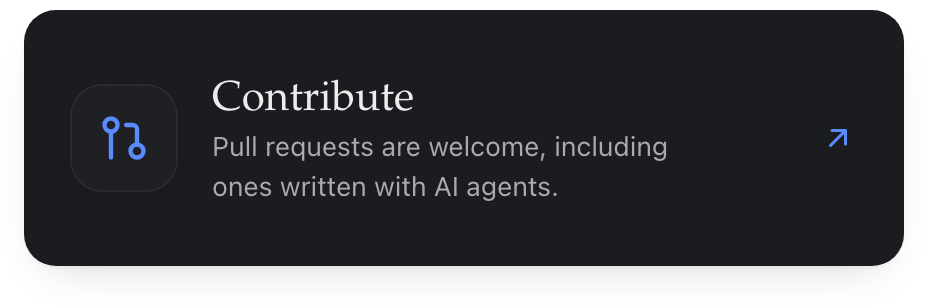 Contribute
Pull requests are welcome, including
ones written with AI agents.